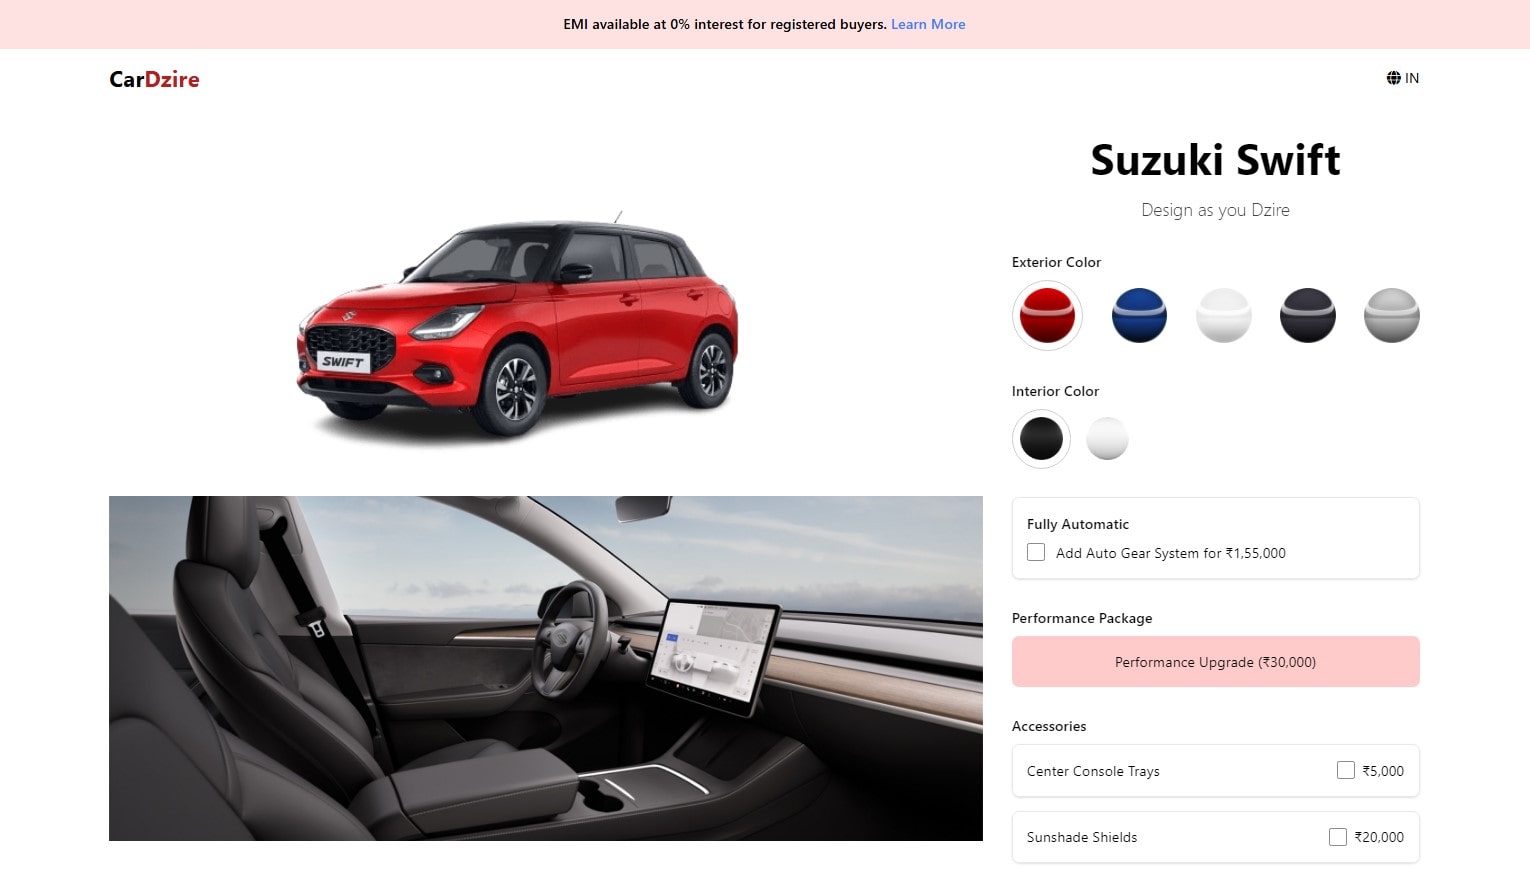 EMI available at 0% interest for registered buyers. Learn More
CarDzire
IN
Suzuki Swift
Design as you Dzire
Exterior Color
SWIFT
Interior Color
Fully Automatic
Add Auto Gear System for ₹1,55,000
Performance Package
Performance Upgrade (₹30,000)
Accessories
Center Console Trays
₹5,000
Sunshade Shields
₹20,000